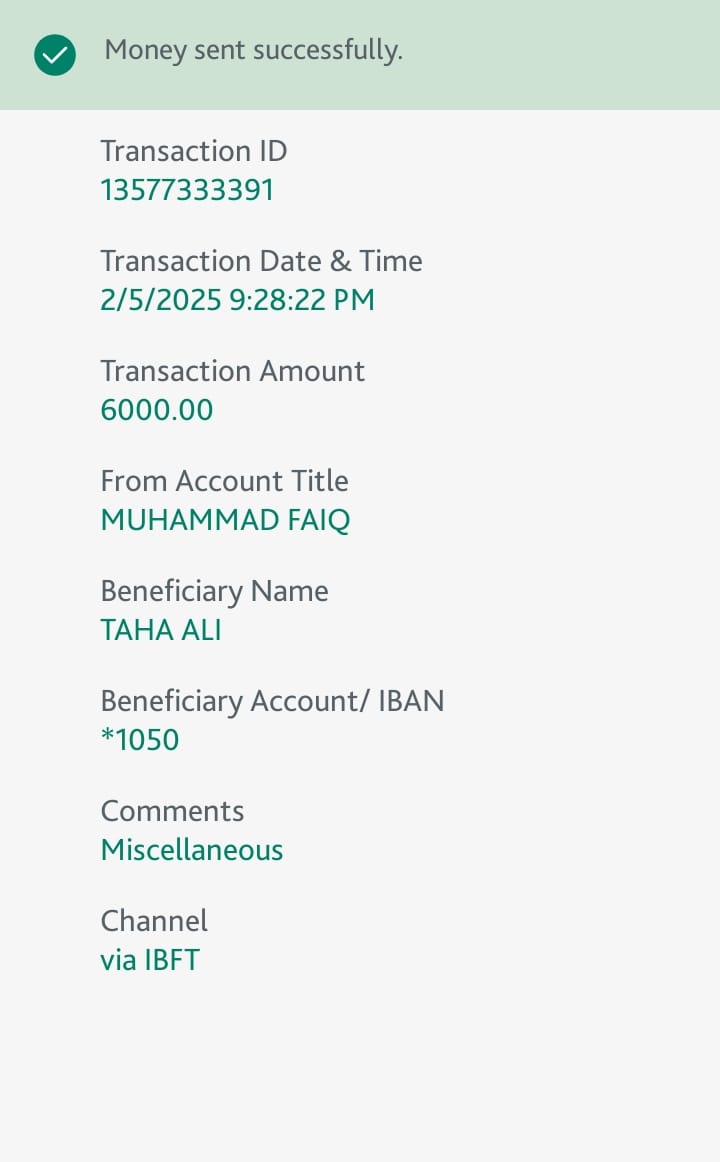 Money sent successfully.
Transaction ID
13577333391
Transaction Date & Time
2/5/2025 9:28:22 PM
Transaction Amount
6000.00
From Account Title
MUHAMMAD FAIQ
Beneficiary Name
TAHA ALI
Beneficiary Account/ IBAN
*1050
Comments
Miscellaneous
Channel
via IBFT